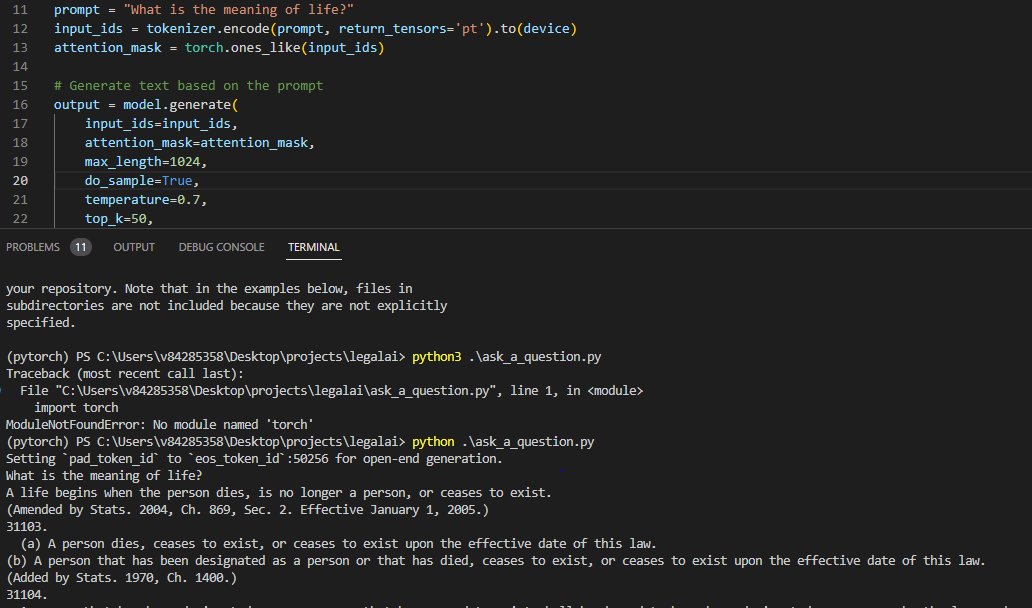 11 prompt = "What is the meaning of life?"
12 input_ids = tokenizer.encode(prompt, return_tensors='pt').to(device)
13 attention_mask = torch.ones_like(input_ids)
14
15 # Generate text based on the prompt
16 output = model.generate(
17 input_ids=input_ids,
18 attention_mask=attention_mask,
19 max_length=1024,
20 do_sample=True,
21 temperature=0.7,
22 top_k=50,
PROBLEMS 11 OUTPUT DEBUG CONSOLE TERMINAL
your repository. Note that in the examples below, files in
subdirectories are not included because they are not explicitly
specified.
(pytorch) PS C:\Users\v84285358\Desktop\projects\legalai> python3 .\ask_a_question.py
Traceback (most recent call last):
File "C:\Users\v84285358\Desktop\projects\legalai\ask_a_question.py", line 1, in <module>
import torch
ModuleNotFoundError: No module named 'torch'
(pytorch) PS C:\Users\v84285358\Desktop\projects\legalai> python .\ask_a_question.py
Setting `pad_token_id` to `eos_token_id`:50256 for open-end generation.
What is the meaning of life?
A life begins when the person dies, is no longer a person, or ceases to exist.
(Amended by Stats. 2004, Ch. 869, Sec. 2. Effective January 1, 2005.)
31103.
(a) A person dies, ceases to exist, or ceases to exist upon the effective date of this law.
(b) A person that has been designated as a person or that has died, ceases to exist, or ceases to exist upon the effective date of this law.
(Added by Stats. 1970, Ch. 1400.)
31104.